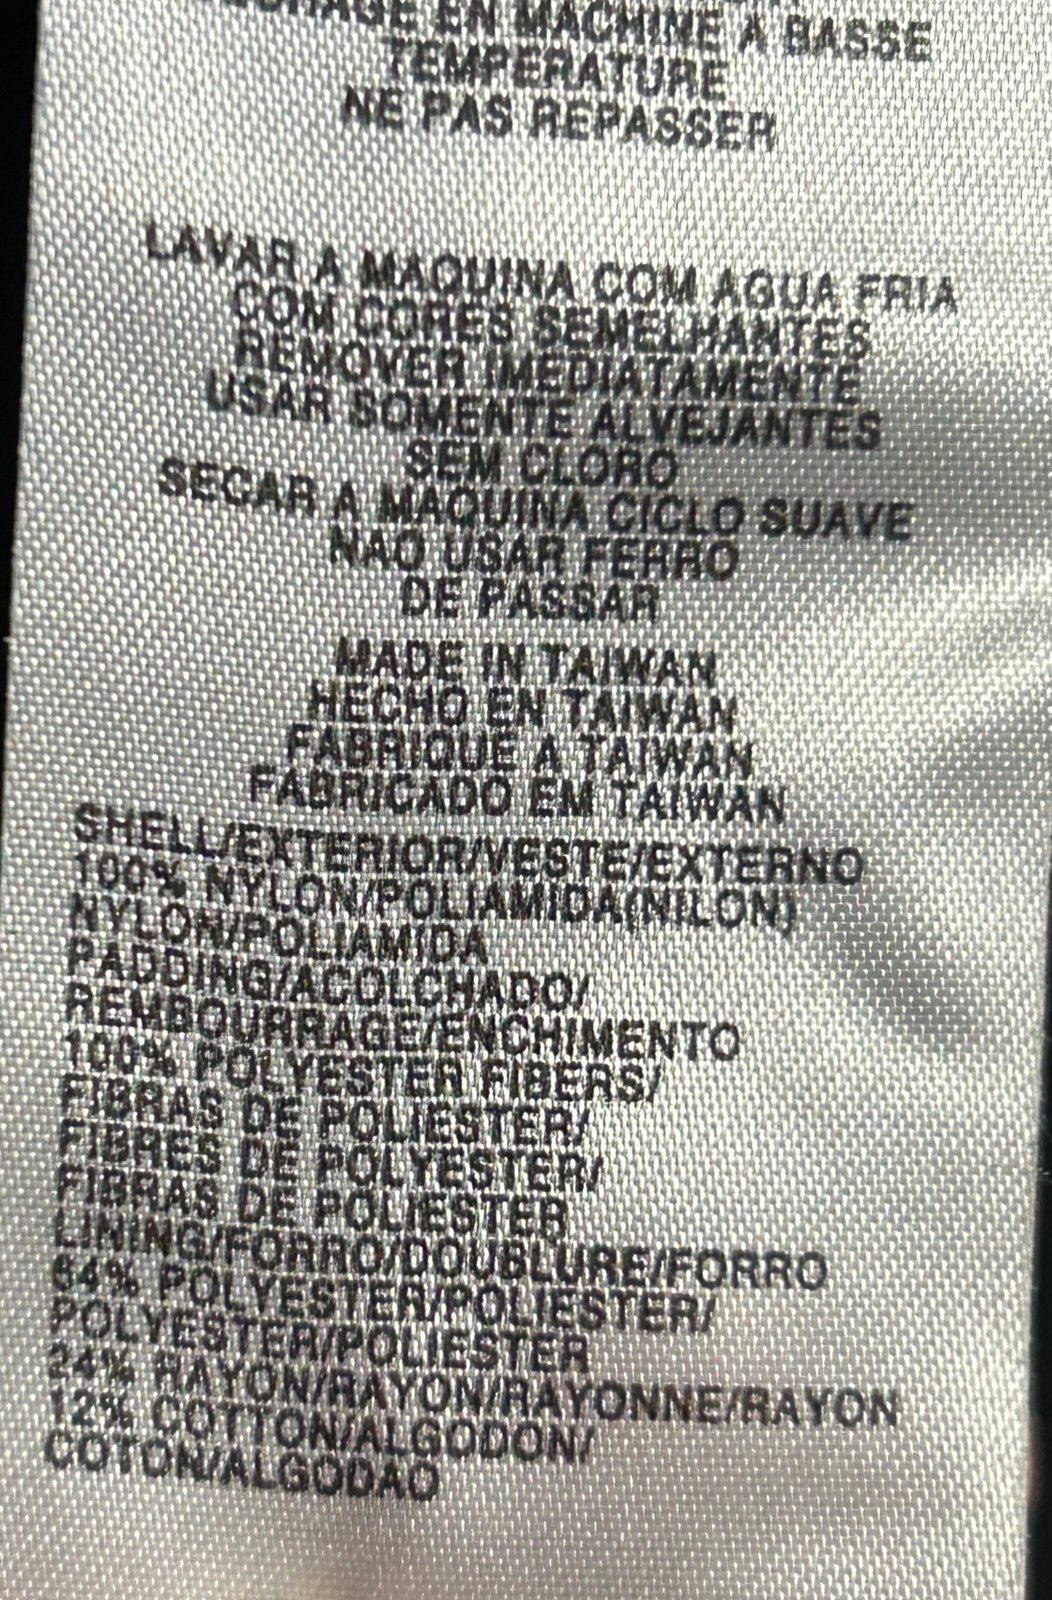 EN MACHINE A BASSE
TEMPERATURE
NE PAS REPASSER
LAVAR A MAQUINA COM AGUA FRIA
COM CORES SEMELHANTES
REMOVER IMEDIATAMENTE
USAR SOMENTE ALVEJANTES
SEM CLORO
SECAR A MAQUINA CICLO SUAVE
NAO USAR FERRO
DE PASSAR
MADE IN TAIWAN
HECHO EN TAIWAN
FABRIQUE A TAIWAN
FABRICADO EM TAIWAN
SHELL/EXTERIOR/VESTE/EXTERNO
100% NYLON/POLIAMIDA(NILON)
NYLON/POLIAMIDA
PADDING/ACOLCHADO/
REMBOURRAGE/ENCHIMENTO
100% POLYESTER FIBERS/
FIBRAS DE POLIESTER/
FIBRES DE POLYESTER/
FIBRAS DE POLIESTER
LINING/FORRO/DOUBLURE/FORRO
64% POLYESTER/POLIESTER/
POLYESTER/POLIESTER
24% RAYON/RAYON/RAYONNE/RAYON
12% COTTON/ALGODON/
COTON/ALGODAO